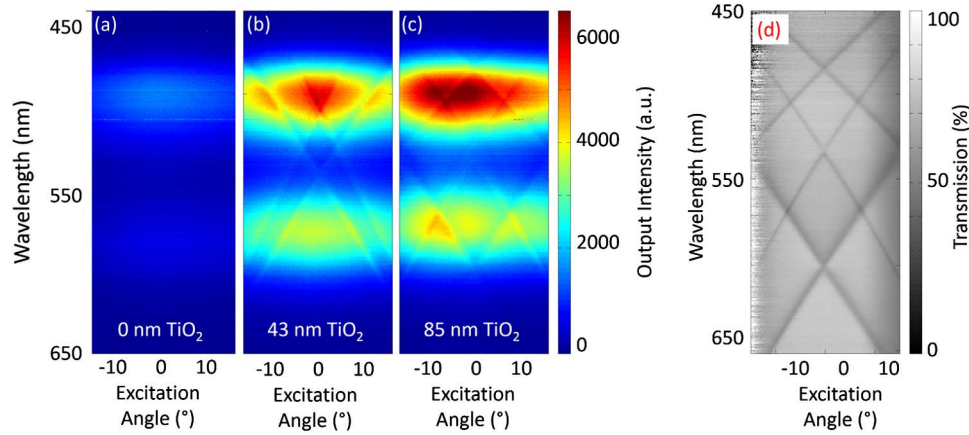 (a)
(b)
(c)
(d)
450
550
650
Wavelength (nm)
0 nm TiO₂
43 nm TiO₂
85 nm TiO₂
-10 0 10
-10 0 10
-10 0 10
Excitation
Angle (°)
Excitation
Angle (°)
Excitation
Angle (°)
6000
4000
2000
0
Output Intensity (a.u.)
450
550
650
Wavelength (nm)
-10 0 10
Excitation
Angle (°)
100
50
0
Transmission (%)